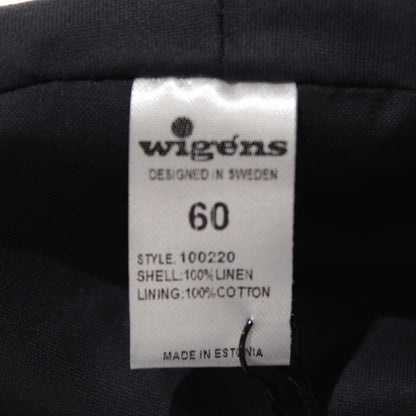 wigéns
DESIGNED IN SWEDEN
60
STYLE: 100220
SHELL: 100% LINEN
LINING: 100% COTTON
MADE IN ESTONIA